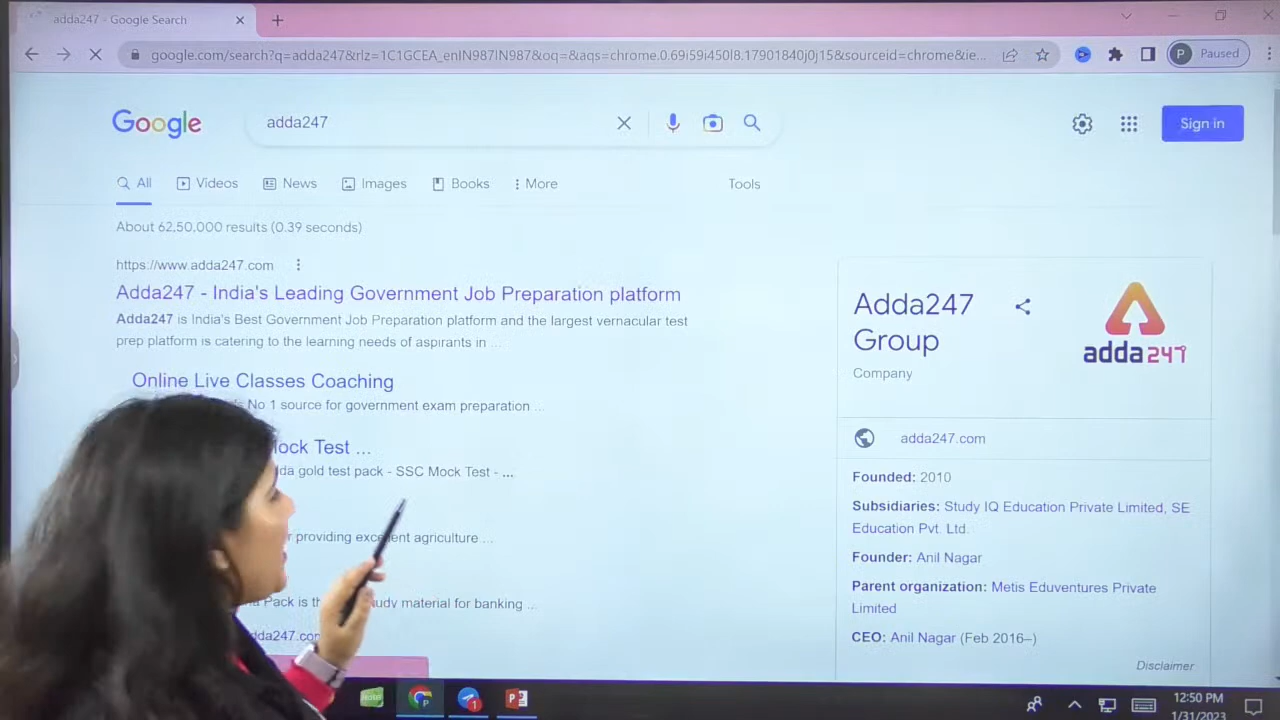 adda247 - Google Search
google.com/search?q=adda247&rlz=1C1GCEA_enIN987IN987&oq=&aqs=chrome.0.69i59i450l8.17901840j0j15&sourceid=chrome&ie...
P Paused
Google
adda247
Sign in
All Videos News Images Books More Tools
About 62,50,000 results (0.39 seconds)
https://www.adda247.com
Adda247 - India's Leading Government Job Preparation platform
Adda247 is India's Best Government Job Preparation platform and the largest vernacular test
prep platform is catering to the learning needs of aspirants in ...
Online Live Classes Coaching
No 1 source for government exam preparation ...
Mock Test ...
gold test pack - SSC Mock Test - ...
providing excellent agriculture ...
Pack is the study material for banking ...
Adda247
Group
Company
adda247
adda247.com
Founded: 2010
Subsidiaries: Study IQ Education Private Limited, SE
Education Pvt. Ltd.
Founder: Anil Nagar
Parent organization: Metis Eduventures Private
Limited
CEO: Anil Nagar (Feb 2016–)
Disclaimer
12:50 PM
1/31/2023